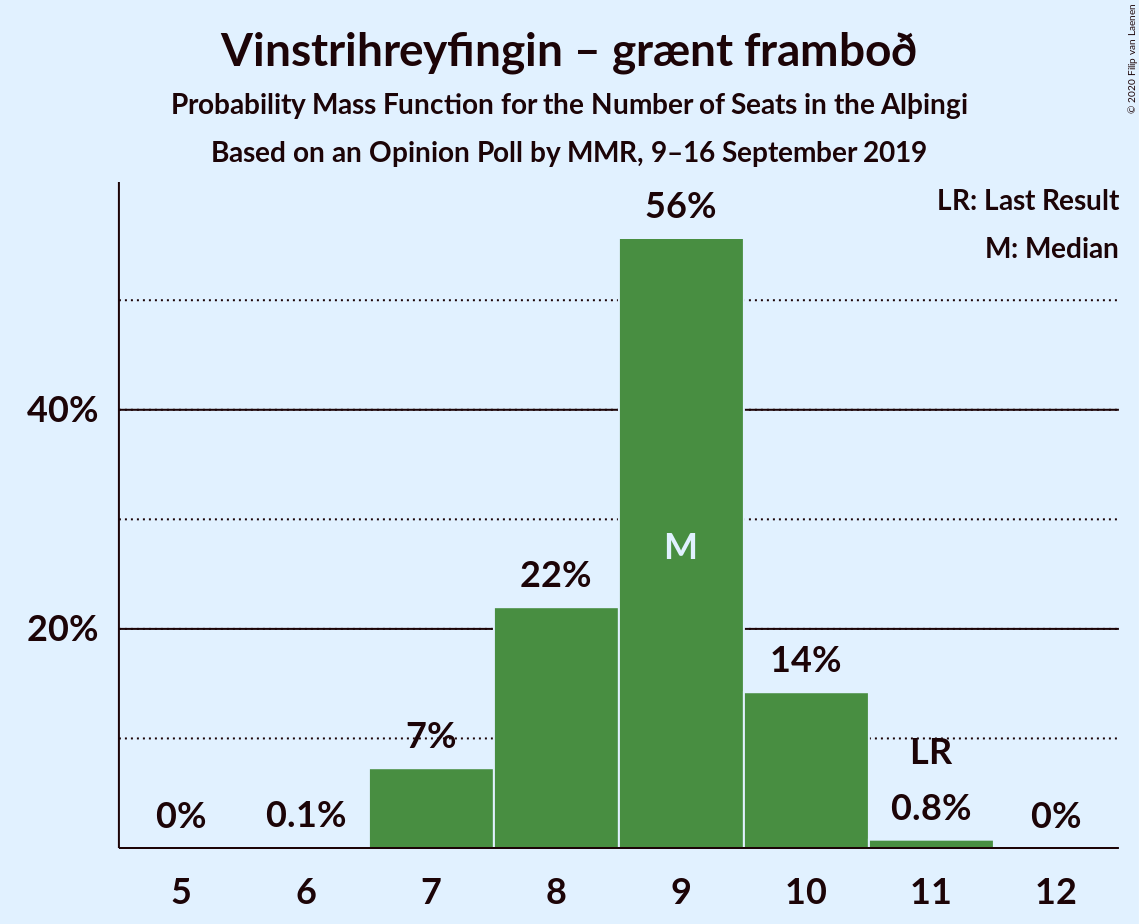 Vinstrihreyfingin – grænt framboð
Probability Mass Function for the Number of Seats in the Alþingi
Based on an Opinion Poll by MMR, 9–16 September 2019
© 2020 Filip van Laenen
LR: Last Result
M: Median
56%
40%
M
22%
20%
14%
7%
LR
0% 0.1% 0.8% 0%
5 6 7 8 9 10 11 12